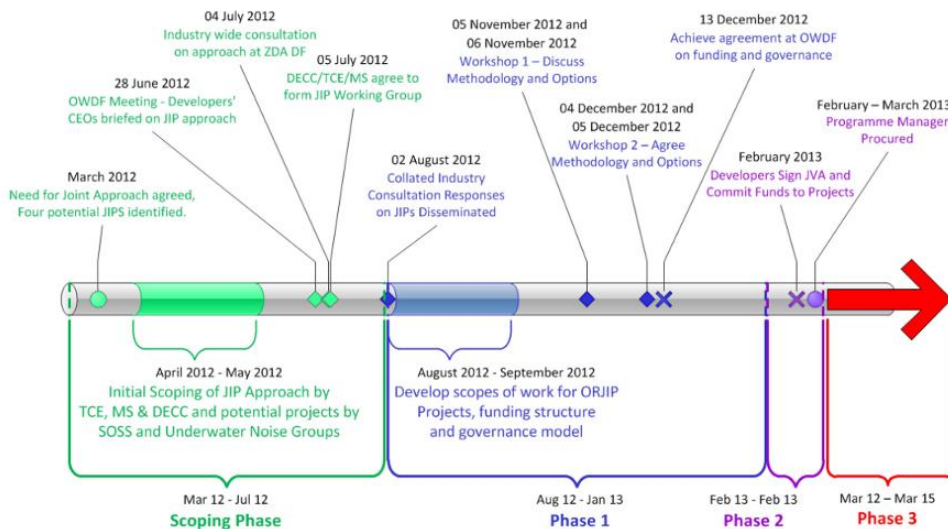 04 July 2012
Industry wide consultation
on approach at ZDA DF
05 July 2012
DECC/TCE/MS agree to
form JIP Working Group
28 June 2012
OWDF Meeting - Developers'
CEOs briefed on JIP approach
March 2012
Need for Joint Approach agreed,
Four potential JIPS identified.
02 August 2012
Collated Industry
Consultation Responses
on JIPs Disseminated
05 November 2012 and
06 November 2012
Workshop 1 – Discuss
Methodology and Options
04 December 2012 and
05 December 2012
Workshop 2 – Agree
Methodology and Options
13 December 2012
Achieve agreement at OWDF
on funding and governance
February 2013
Developers Sign JVA and
Commit Funds to Projects
February – March 2013
Programme Manager
Procured
April 2012 - May 2012
Initial Scoping of JIP Approach by
TCE, MS & DECC and potential projects by
SOSS and Underwater Noise Groups
August 2012 - September 2012
Develop scopes of work for ORJIP
Projects, funding structure
and governance model
Mar 12 - Jul 12
Scoping Phase
Aug 12 - Jan 13
Phase 1
Feb 13 - Feb 13
Phase 2
Mar 12 – Mar 15
Phase 3